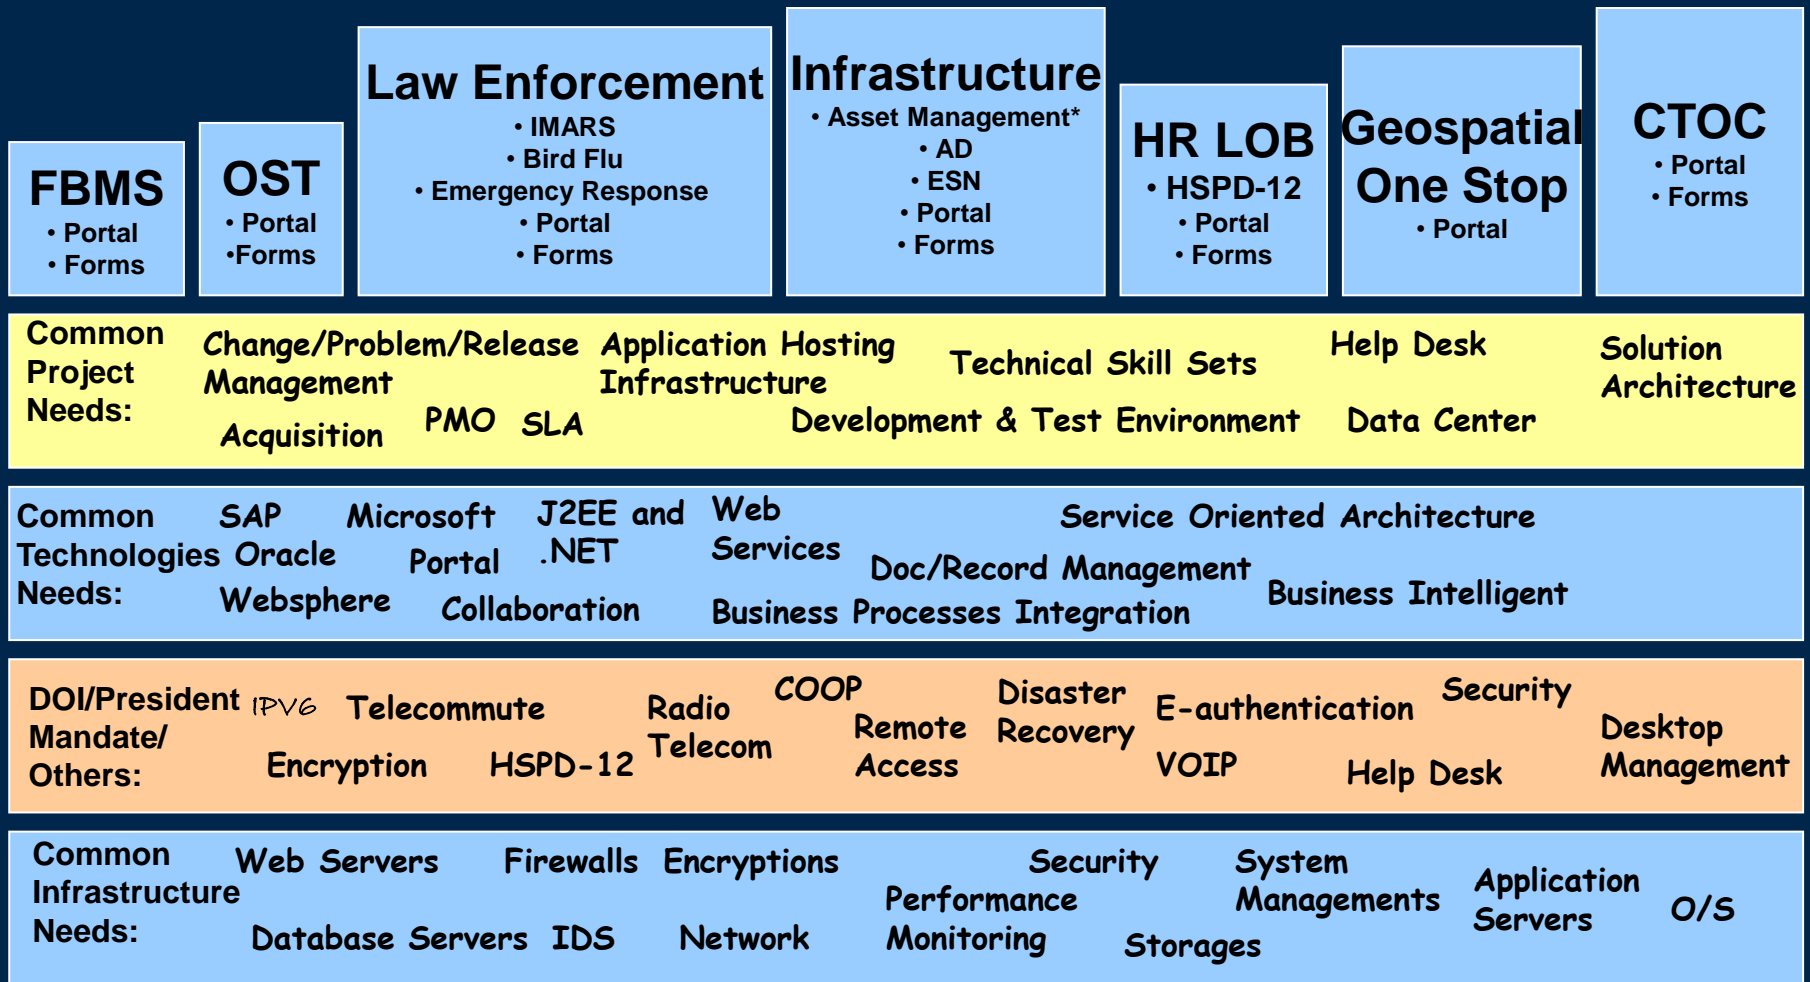 FBMS
• Portal
• Forms
OST
• Portal
•Forms
Law Enforcement
• IMARS
• Bird Flu
• Emergency Response
• Portal
• Forms
Infrastructure
• Asset Management*
• AD
• ESN
• Portal
• Forms
HR LOB
• HSPD-12
• Portal
• Forms
Geospatial
One Stop
• Portal
CTOC
• Portal
• Forms
Common
Project
Needs:
Change/Problem/Release
Management
Acquisition
PMO
SLA
Application Hosting
Infrastructure
Technical Skill Sets
Development & Test Environment
Help Desk
Data Center
Solution
Architecture
Common
Technologies
Needs:
SAP
Oracle
Websphere
Microsoft
Portal
Collaboration
J2EE and
.NET
Web
Services
Doc/Record Management
Business Processes Integration
Service Oriented Architecture
Business Intelligent
DOI/President
Mandate/
Others:
IPV6
Encryption
Telecommute
HSPD-12
Radio
Telecom
COOP
Remote
Access
Disaster
Recovery
E-authentication
VOIP
Security
Help Desk
Desktop
Management
Common
Infrastructure
Needs:
Web Servers
Database Servers
Firewalls
IDS
Encryptions
Network
Performance
Monitoring
Security
Storages
System
Managements
Application
Servers
O/S